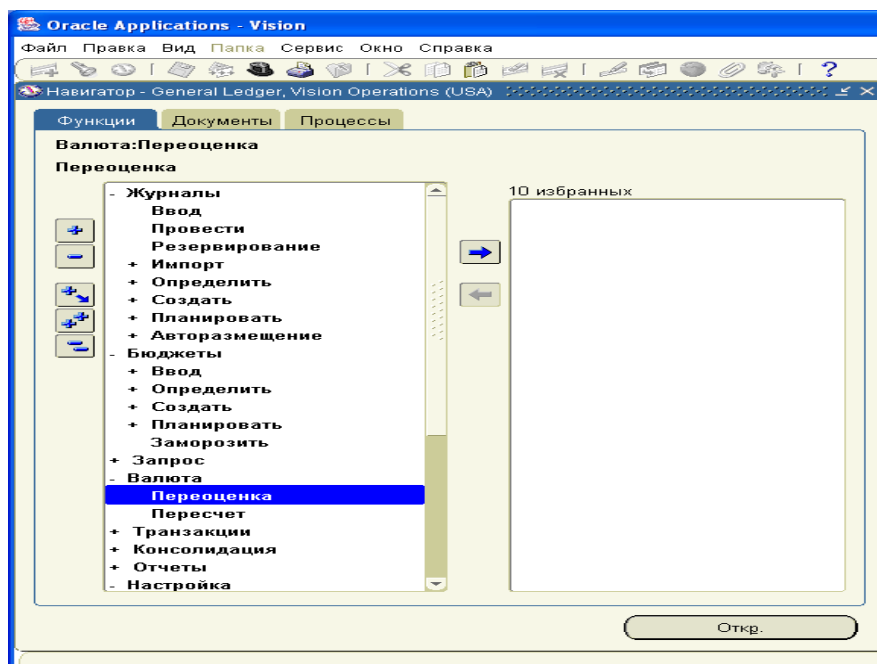 Oracle Applications - Vision
Файл Правка Вид Папка Сервис Окно Справка
Навигатор - General Ledger, Vision Operations (USA)
Функции Документы Процессы
Валюта:Переоценка
Переоценка
10 избранных
- Журналы
Ввод
Провести
Резервирование
+ Импорт
+ Определить
+ Создать
+ Планировать
+ Авторазмещение
- Бюджеты
+ Ввод
+ Определить
+ Создать
+ Планировать
Заморозить
+ Запрос
- Валюта
Переоценка
Пересчет
+ Транзакции
+ Консолидация
+ Отчеты
- Настройка
Откр.